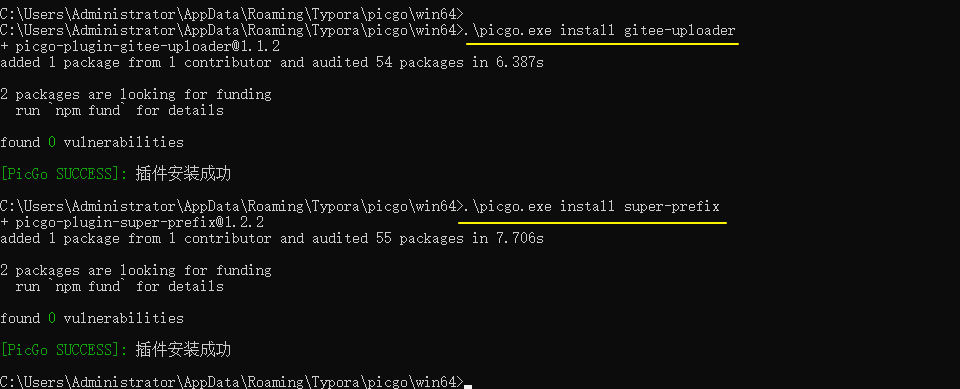 C:\Users\Administrator\AppData\Roaming\Typora\picgo\win64>
C:\Users\Administrator\AppData\Roaming\Typora\picgo\win64>.\picgo.exe install gitee-uploader
+ picgo-plugin-gitee-uploader@1.1.2
added 1 package from 1 contributor and audited 54 packages in 6.387s
2 packages are looking for funding
  run `npm fund` for details
found 0 vulnerabilities
[PicGo SUCCESS]: 插件安装成功
C:\Users\Administrator\AppData\Roaming\Typora\picgo\win64>.\picgo.exe install super-prefix
+ picgo-plugin-super-prefix@1.2.2
added 1 package from 1 contributor and audited 55 packages in 7.706s
2 packages are looking for funding
  run `npm fund` for details
found 0 vulnerabilities
[PicGo SUCCESS]: 插件安装成功
C:\Users\Administrator\AppData\Roaming\Typora\picgo\win64>